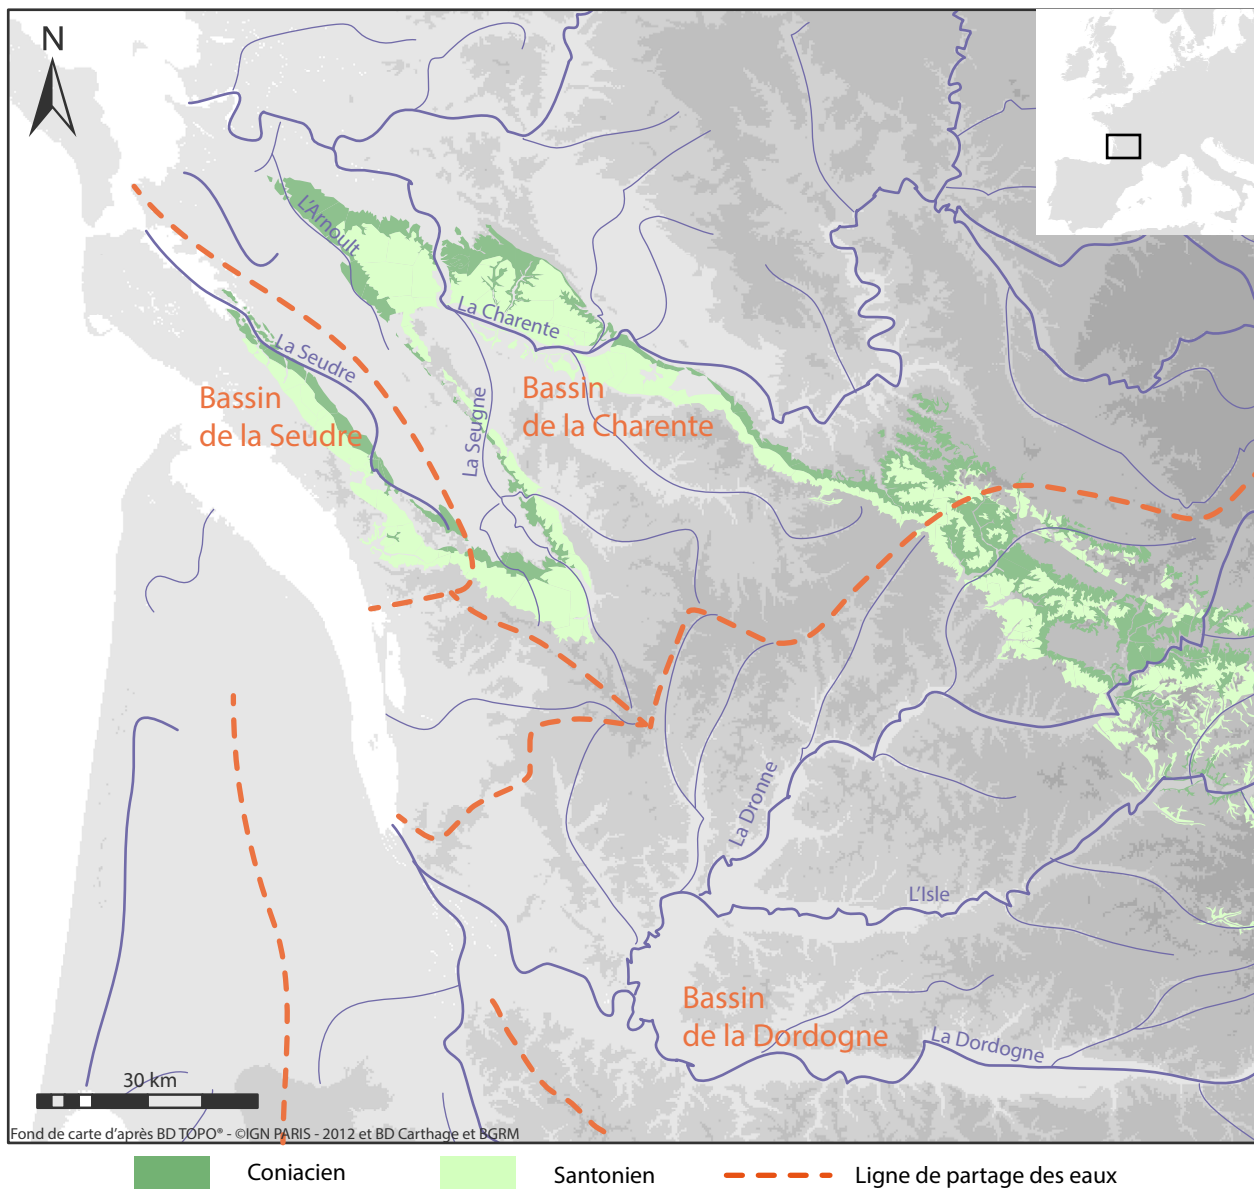 N
L'Arnoult
La Charente
La Seudre
Bassin
de la Seudre
Bassin
de la Charente
La Seugne
La Dronne
L'Isle
Bassin
de la Dordogne
La Dordogne
30 km
Fond de carte d'après BD TOPO® - ©IGN PARIS - 2012 et BD Carthage et BGRM
Coniacien
Santonien
Ligne de partage des eaux